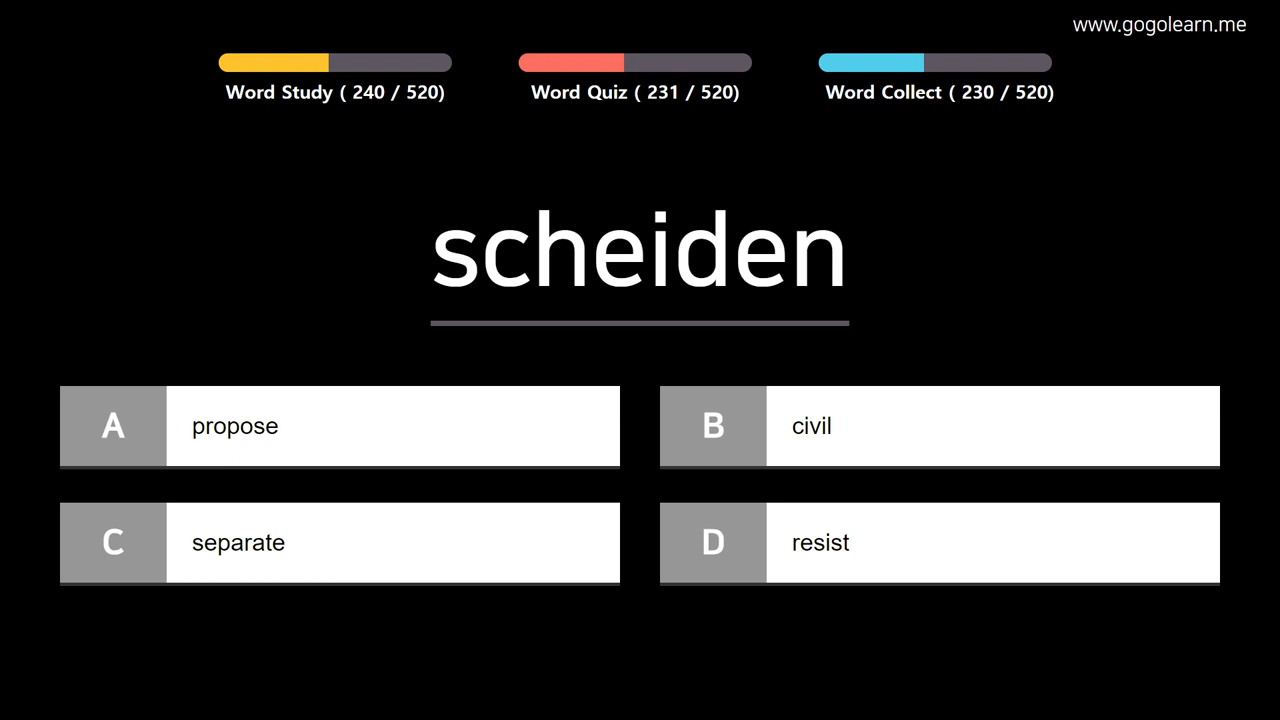 www.gogolearn.me
Word Study ( 240 / 520)
Word Quiz ( 231 / 520)
Word Collect ( 230 / 520)
scheiden
A propose
B civil
C separate
D resist